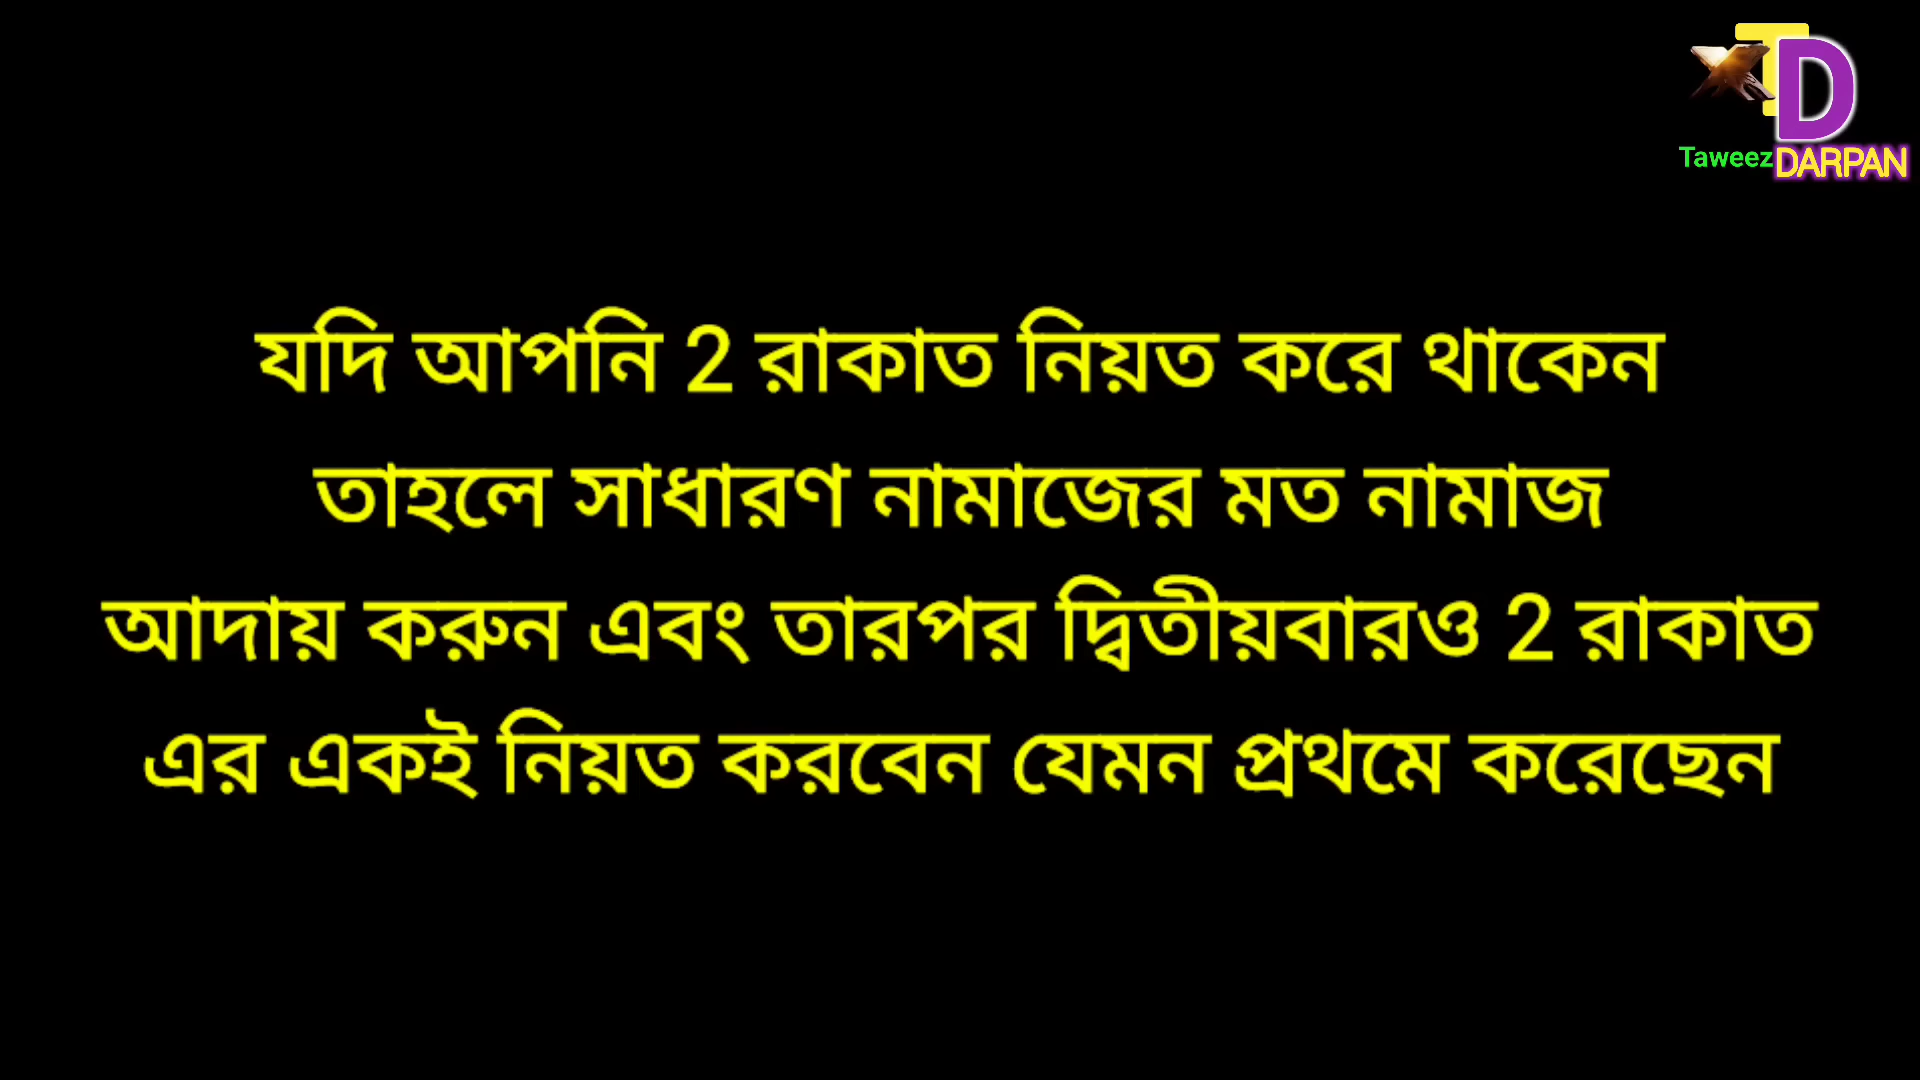 TD
Taweez DARPAN
যদি আপনি 2 রাকাত নিয়ত করে থাকেন
তাহলে সাধারণ নামাজের মত নামাজ
আদায় করুন এবং তারপর দ্বিতীয়বারও 2 রাকাত
এর একই নিয়ত করবেন যেমন প্রথমে করেছেন